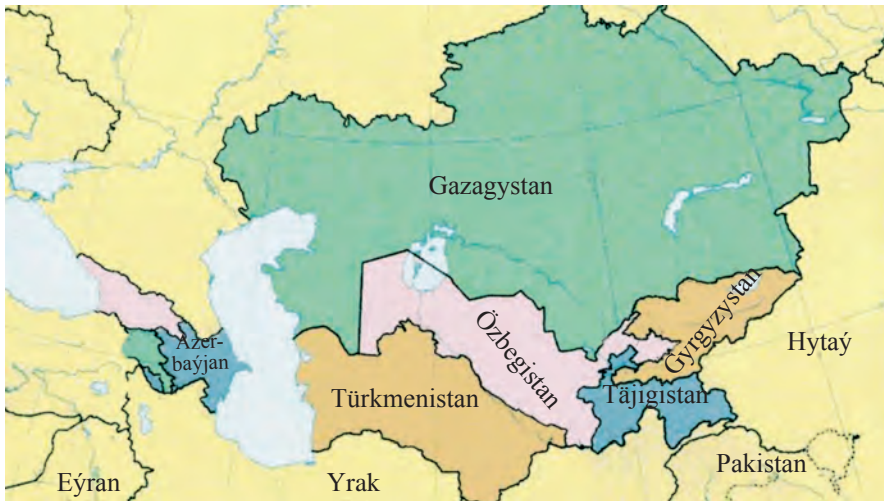 Gazagystan
Azer-
baýjan
Türkmenistan
Özbegistan
Gyrgyzystan
Täjigistan
Hytaý
Eýran
Yrak
Pakistan